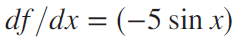 df/dx = (−5 sin x)